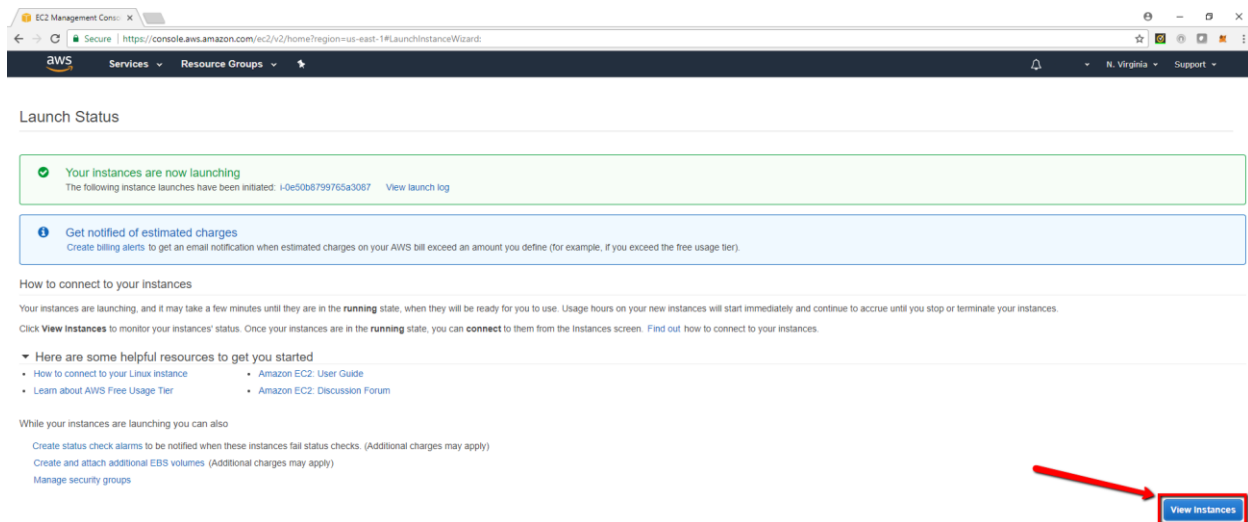 EC2 Management Conso
Secure | https://console.aws.amazon.com/ec2/v2/home?region=us-east-1#LaunchInstanceWizard:
aws Services Resource Groups N. Virginia Support
Launch Status
Your instances are now launching
The following instance launches have been initiated: i-0e50b8799765a3087 View launch log
Get notified of estimated charges
Create billing alerts to get an email notification when estimated charges on your AWS bill exceed an amount you define (for example, if you exceed the free usage tier).
How to connect to your instances
Your instances are launching, and it may take a few minutes until they are in the running state, when they will be ready for you to use. Usage hours on your new instances will start immediately and continue to accrue until you stop or terminate your instances.
Click View Instances to monitor your instances' status. Once your instances are in the running state, you can connect to them from the Instances screen. Find out how to connect to your instances.
Here are some helpful resources to get you started
• How to connect to your Linux instance • Amazon EC2: User Guide
• Learn about AWS Free Usage Tier • Amazon EC2: Discussion Forum
While your instances are launching you can also
Create status check alarms to be notified when these instances fail status checks. (Additional charges may apply)
Create and attach additional EBS volumes (Additional charges may apply)
Manage security groups
View Instances